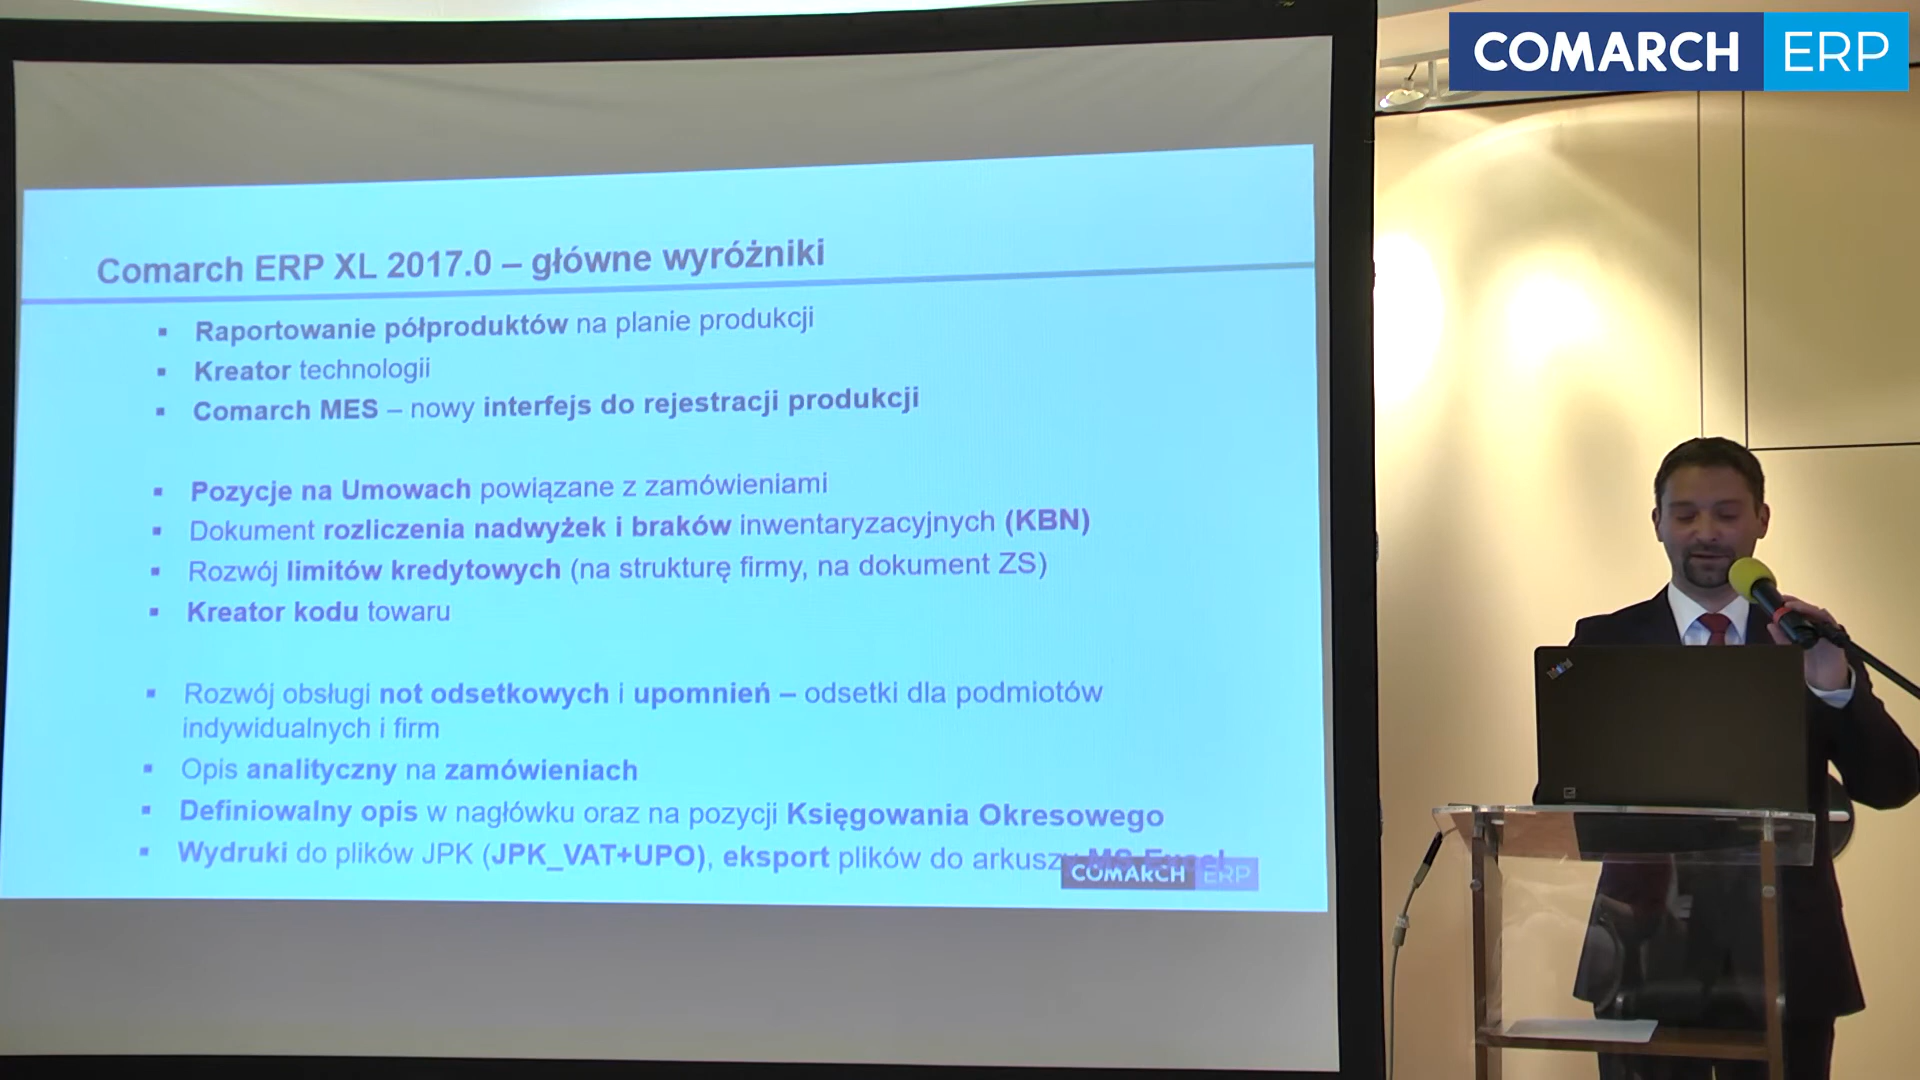 COMARCH ERP
Comarch ERP XL 2017.0 – główne wyróżniki
▪ Raportowanie półproduktów na planie produkcji
▪ Kreator technologii
▪ Comarch MES – nowy interfejs do rejestracji produkcji
▪ Pozycje na Umowach powiązane z zamówieniami
▪ Dokument rozliczenia nadwyżek i braków inwentaryzacyjnych (KBN)
▪ Rozwój limitów kredytowych (na strukturę firmy, na dokument ZS)
▪ Kreator kodu towaru
▪ Rozwój obsługi not odsetkowych i upomnień – odsetki dla podmiotów
indywidualnych i firm
▪ Opis analityczny na zamówieniach
▪ Definiowalny opis w nagłówku oraz na pozycji Księgowania Okresowego
▪ Wydruki do plików JPK (JPK_VAT+UPO), eksport plików do arkuszy MS Excel
COMARCH ERP